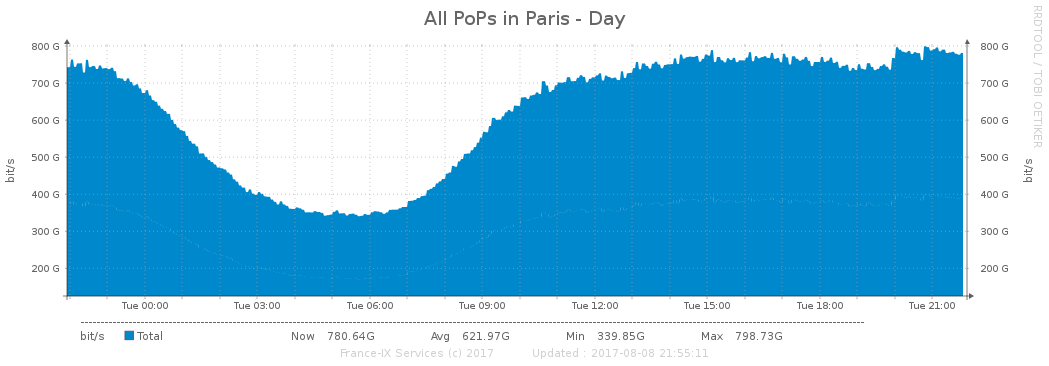 All PoPs in Paris - Day
RRDTOOL / TOBI OETIKER
bit/s
800 G
700 G
600 G
500 G
400 G
300 G
200 G
800 G
700 G
600 G
500 G
400 G
300 G
200 G
bit/s
Tue 00:00 Tue 03:00 Tue 06:00 Tue 09:00 Tue 12:00 Tue 15:00 Tue 18:00 Tue 21:00
bit/s Total Now 780.64G Avg 621.97G Min 339.85G Max 798.73G
France-IX Services (c) 2017 Updated : 2017-08-08 21:55:11